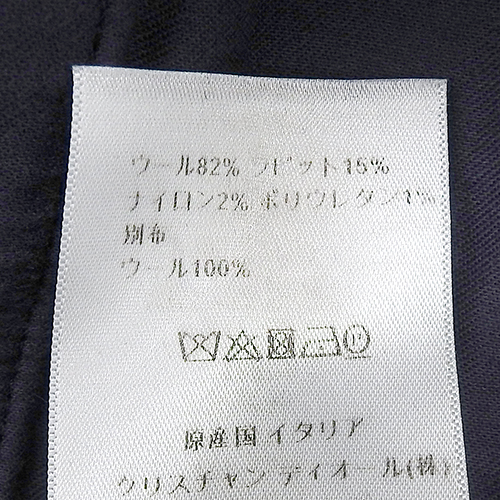 ウール82% ラビット15%
ナイロン2% ポリウレタン1%
別布
ウール100%
原産国 イタリア
クリスチャン ディオール(株)